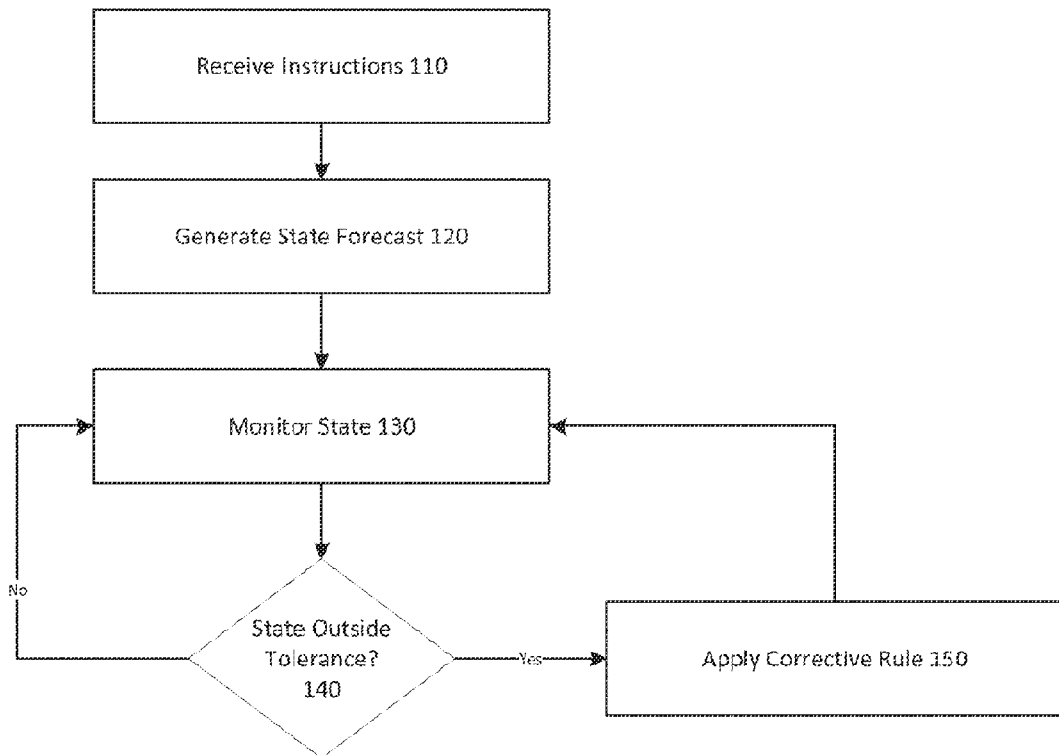 Receive Instructions 110
Generate State Forecast 120
Monitor State 130
No
State Outside
Tolerance?
140
Yes
Apply Corrective Rule 150